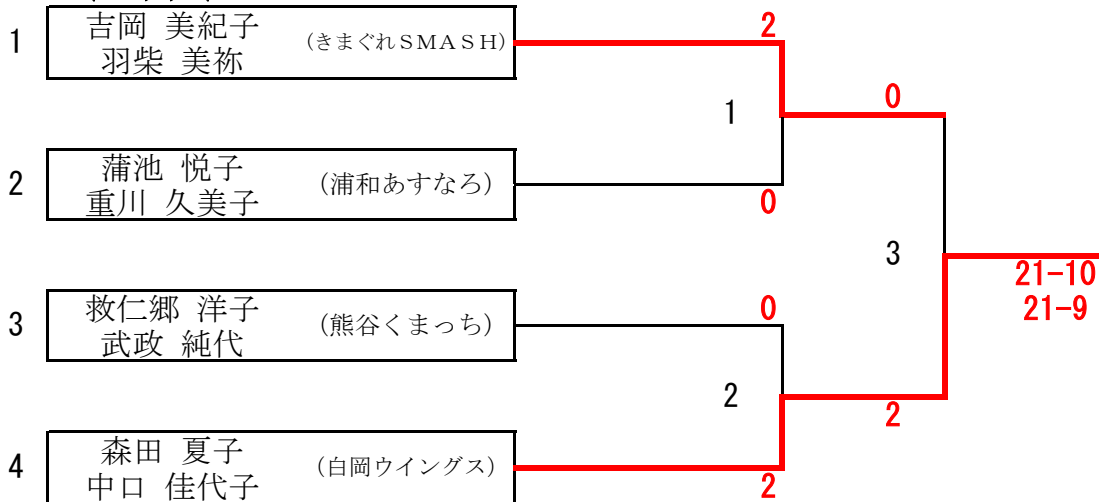 1 吉岡 美紀子 (きまぐれSMASH) 2
羽柴 美祢
1 0
2 蒲池 悦子 (浦和あすなろ)
重川 久美子 0
3
21-10
21-9
3 救仁郷 洋子 (熊谷くまっち) 0
武政 純代
2 2
4 森田 夏子 (白岡ウイングス)
中口 佳代子 2